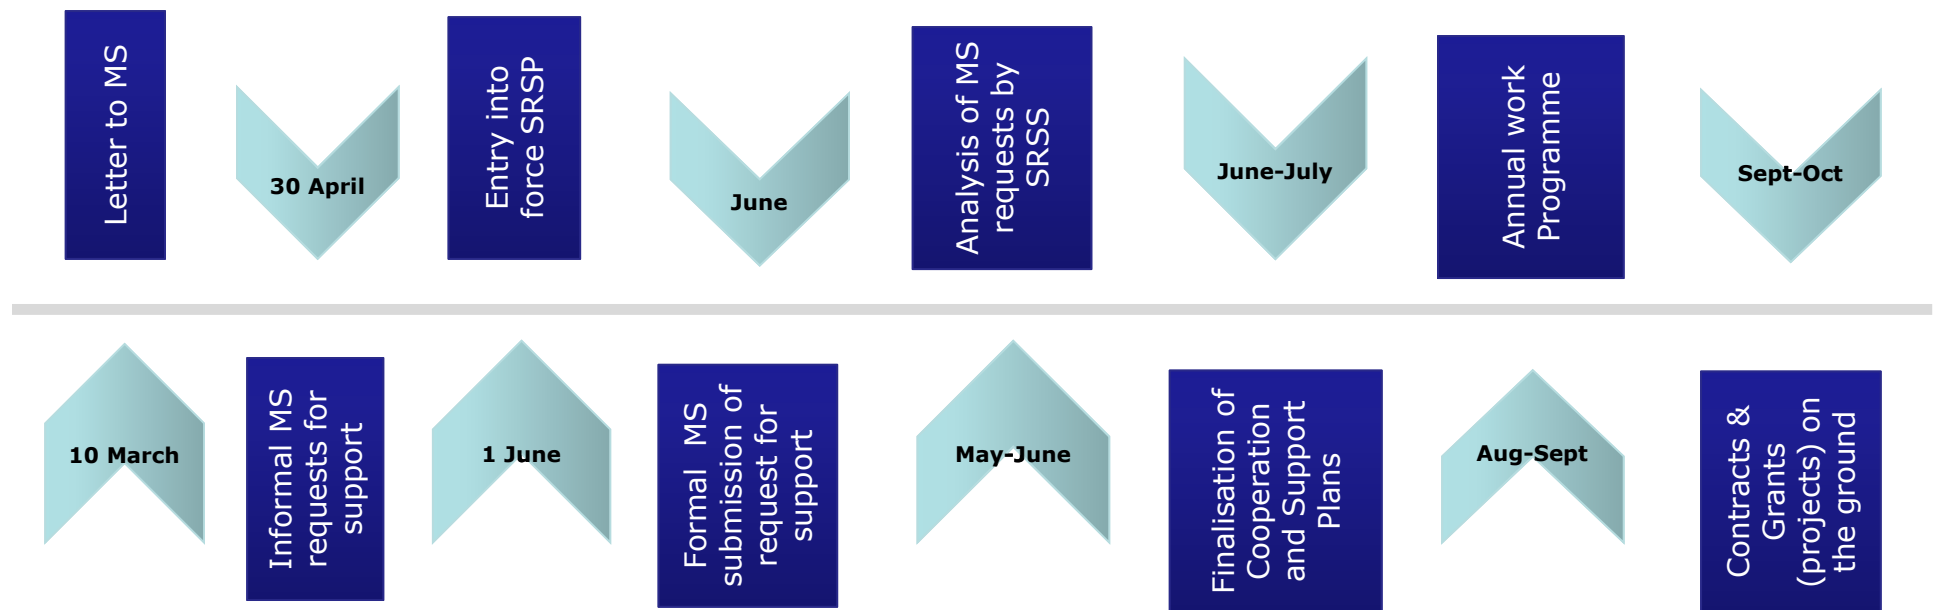 Letter to MS
30 April
Entry into
force SRSP
June
Analysis of MS
requests by
SRSS
June-July
Annual work
Programme
Sept-Oct
10 March
Informal MS
requests for
support
1 June
Formal MS
submission of
request for
support
May-June
Finalisation of
Cooperation
and Support
Plans
Aug-Sept
Contracts &
Grants
(projects) on
the ground